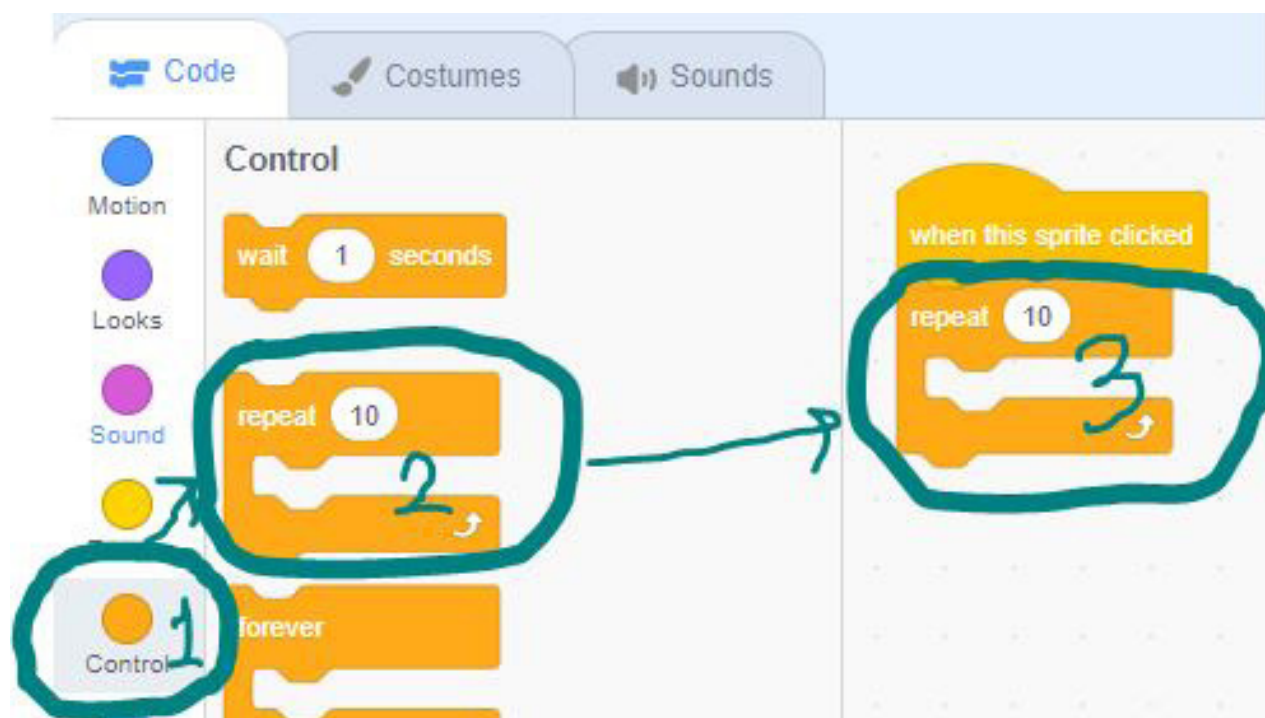 Code
Costumes
Sounds
Motion
Looks
Sound
Control
1
Control
wait 1 seconds
repeat 10
2
forever
when this sprite clicked
repeat 10
3